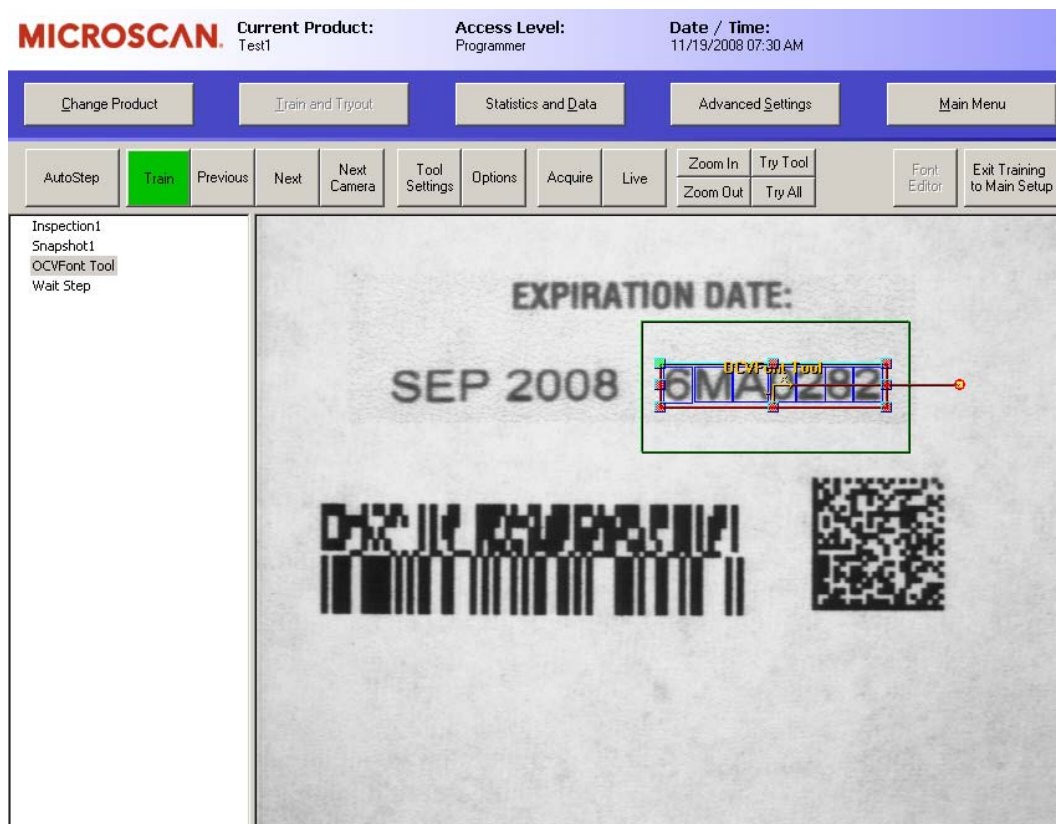 MICROSCAN.
Current Product:
Test1
Access Level:
Programmer
Date / Time:
11/19/2008 07:30 AM
Change Product
Train and Tryout
Statistics and Data
Advanced Settings
Main Menu
AutoStep
Train
Previous
Next
Next Camera
Tool Settings
Options
Acquire
Live
Zoom In
Zoom Out
Try Tool
Try All
Font Editor
Exit Training to Main Setup
Inspection1
Snapshot1
OCVFont Tool
Wait Step
EXPIRATION DATE:
OCVFont Tool
SEP 2008